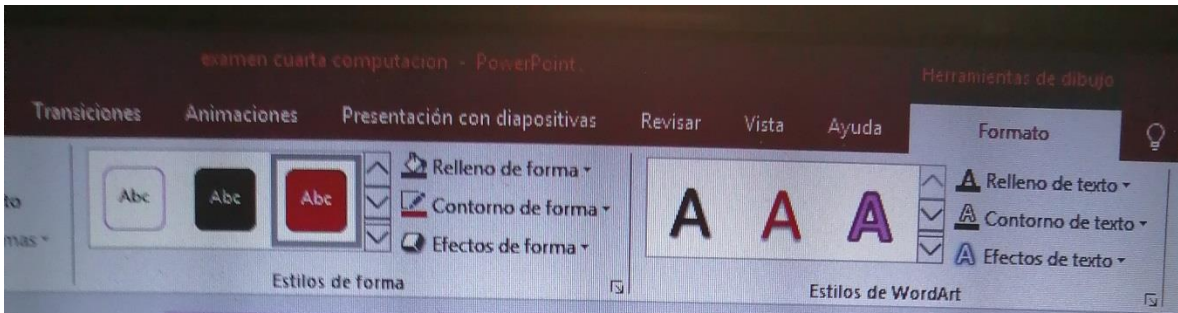 examen cuarta computacion - PowerPoint
Herramientas de dibujo
Transiciones Animaciones Presentación con diapositivas Revisar Vista Ayuda Formato
Abc Abc Abc
Relleno de forma
Contorno de forma
Efectos de forma
Estilos de forma
A A A
A Relleno de texto
A Contorno de texto
A Efectos de texto
Estilos de WordArt